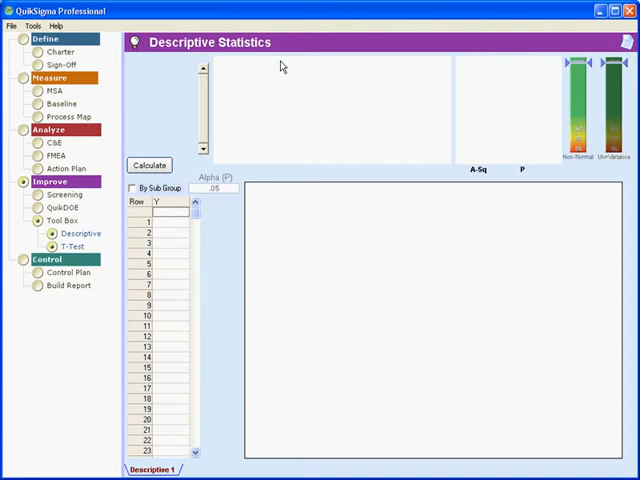 QuikSigma Professional
File Tools Help
Define
Charter
Sign-Off
Measure
MSA
Baseline
Process Map
Analyze
C&E
FMEA
Action Plan
Improve
Screening
QuikDOE
Tool Box
Descriptive
T-Test
Control
Control Plan
Build Report
Descriptive Statistics
Non-Normal Un=Variance
A-Sq P
Calculate
Alpha (P)
By Sub Group .05
Row Y
1
2
3
4
5
6
7
8
9
10
11
12
13
14
15
16
17
18
19
20
21
22
23
Descriptive 1